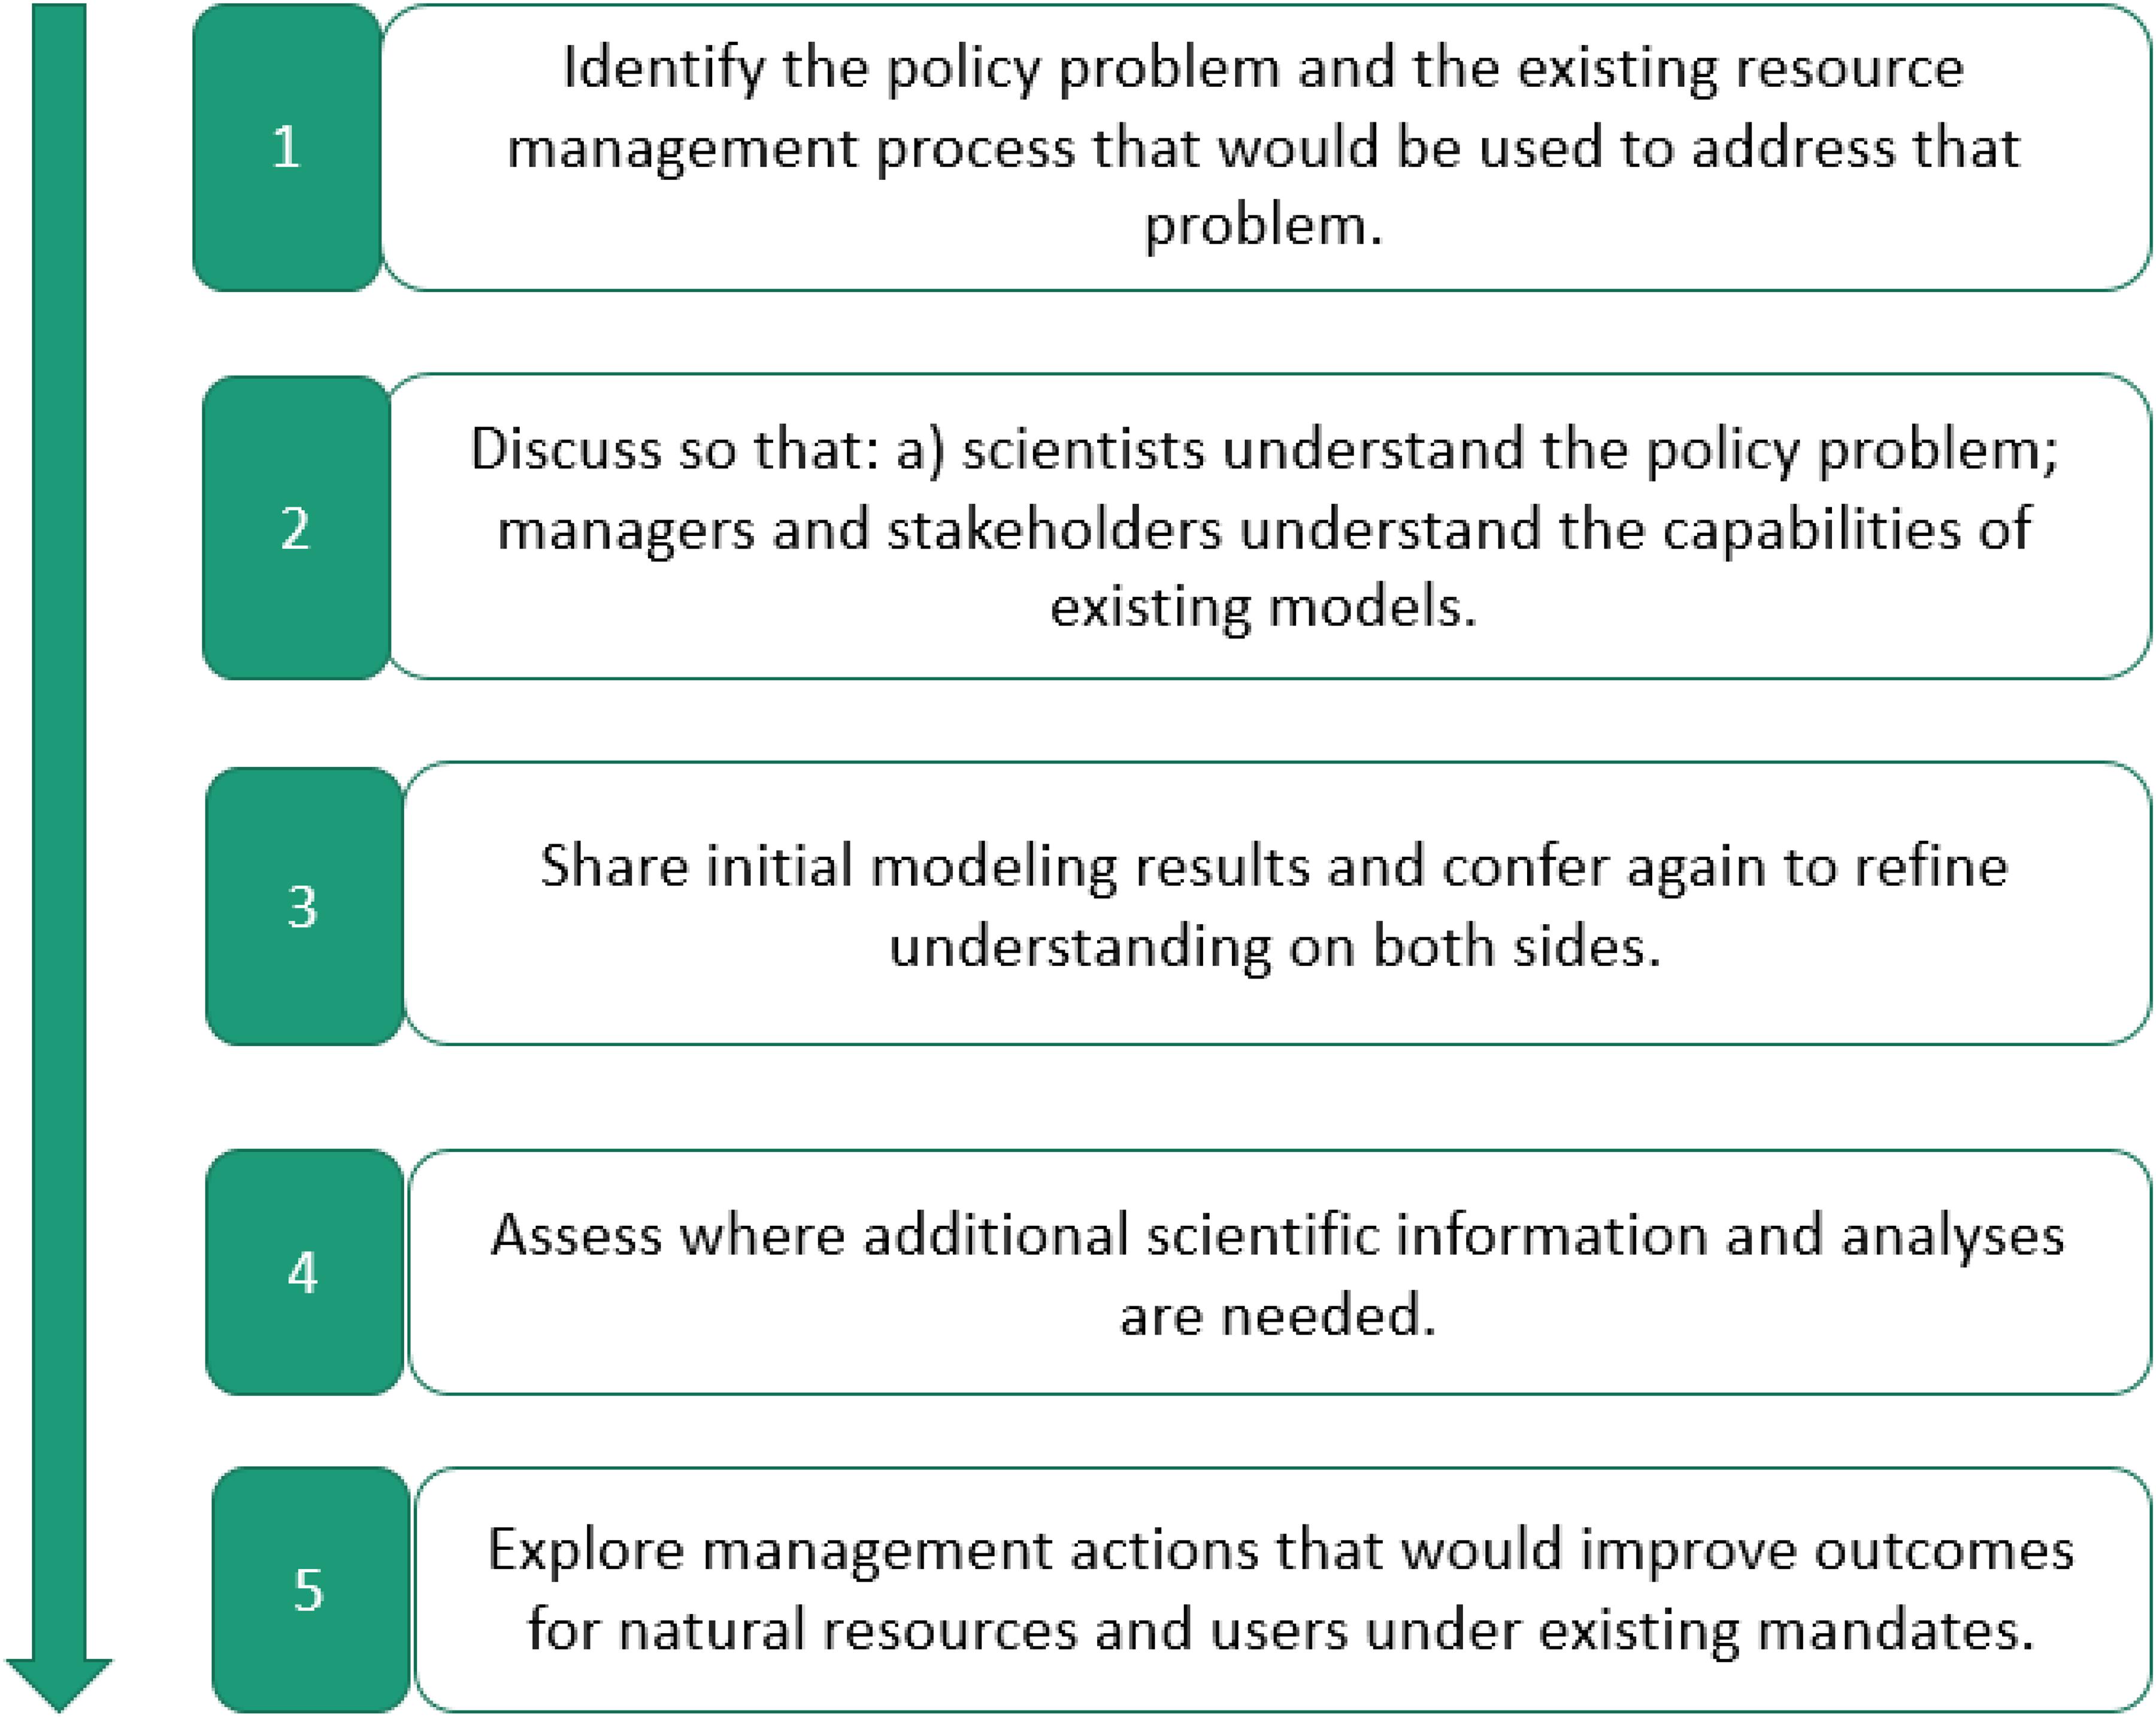 1
Identify the policy problem and the existing resource
management process that would be used to address that
problem.
2
Discuss so that: a) scientists understand the policy problem;
managers and stakeholders understand the capabilities of
existing models.
3
Share initial modeling results and confer again to refine
understanding on both sides.
4
Assess where additional scientific information and analyses
are needed.
5
Explore management actions that would improve outcomes
for natural resources and users under existing mandates.